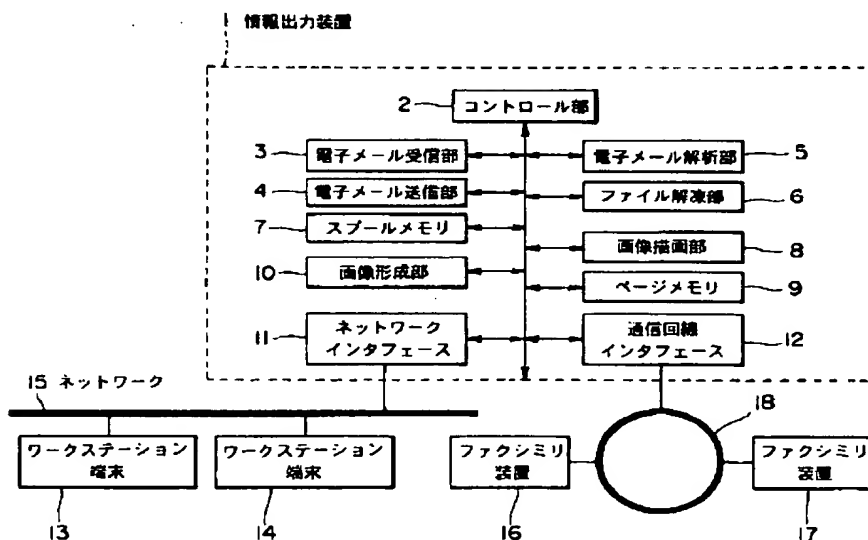 情報出力装置
2 コントロール部
3 電子メール受信部
電子メール解析部 5
4 電子メール送信部
ファイル解凍部 6
7 スプールメモリ
画像描画部 8
10 画像形成部
ページメモリ 9
11 ネットワーク
インタフェース
通信回線
インタフェース 12
15 ネットワーク
18
ワークステーション
端末
ワークステーション
端末
ファクシミリ
装置
ファクシミリ
装置
13
14
16
17